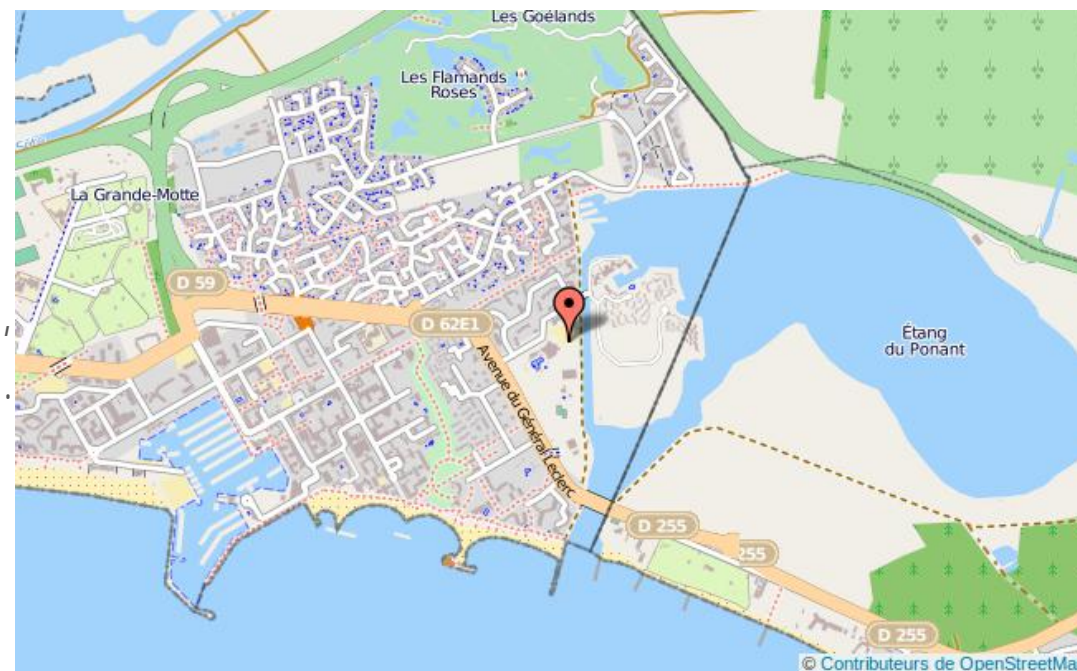 Les Goélands
Les Flamands
Roses
La Grande-Motte
D 59
D 62E1
Étang
du Ponant
Avenue du Général Leclerc
D 255
255
D 255
© Contributeurs de OpenStreetMa